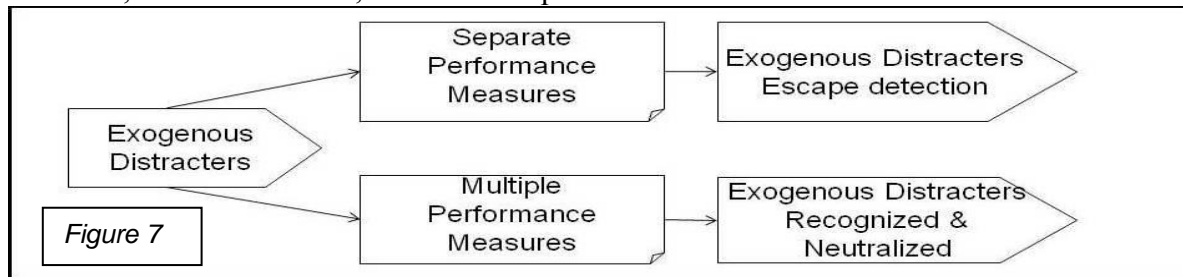 Separate
Performance
Measures
Exogenous Distracters
Escape detection
Exogenous
Distracters
Multiple
Performance
Measures
Exogenous Distracters
Recognized &
Neutralized
Figure 7